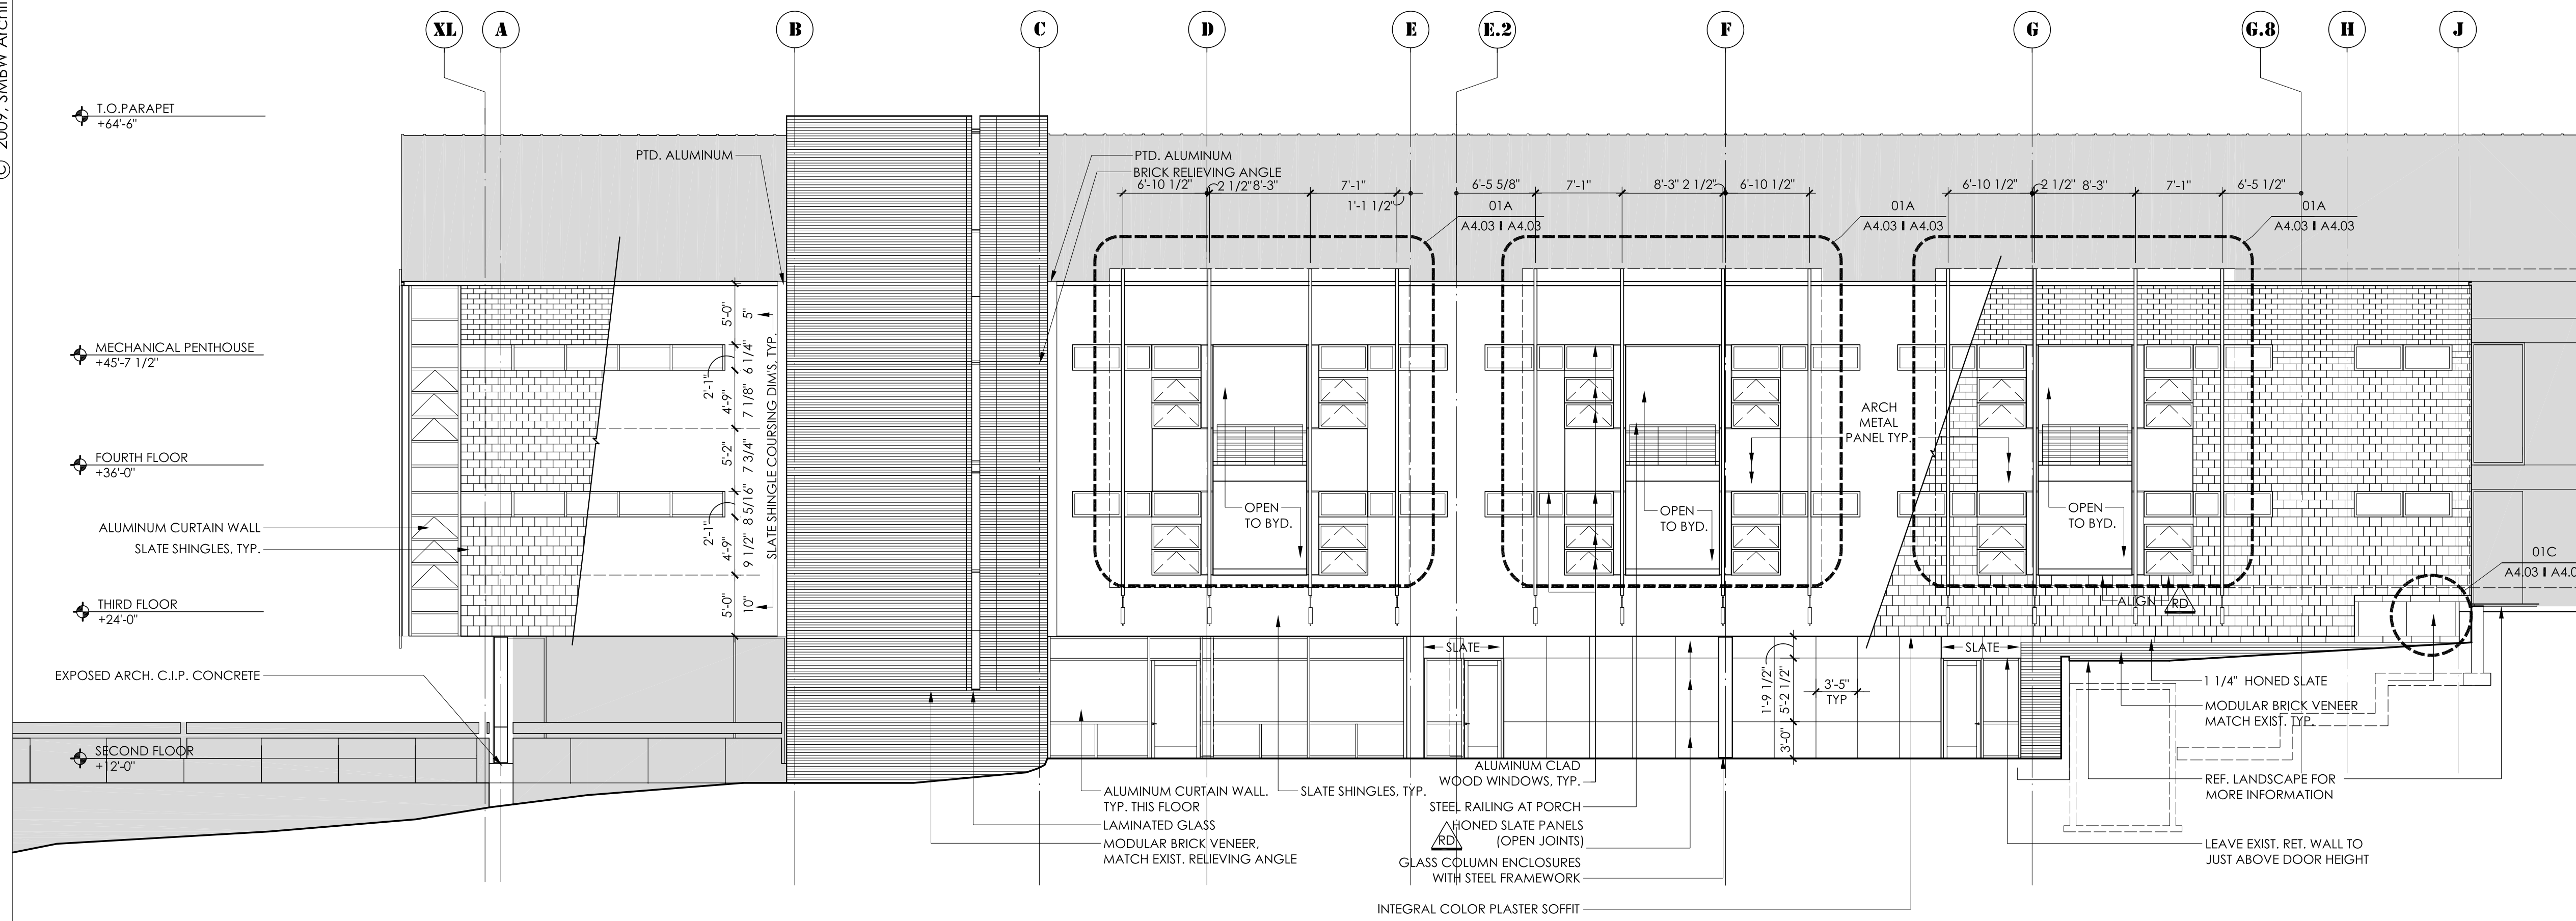 © 2009, SMBW
XL A B C D E E.2 F G G.8 H J
T.O.PARAPET
+64'-6"
MECHANICAL PENTHOUSE
+45'-7 1/2"
FOURTH FLOOR
+36'-0"
ALUMINUM CURTAIN WALL
SLATE SHINGLES, TYP.
THIRD FLOOR
+24'-0"
EXPOSED ARCH. C.I.P. CONCRETE
SECOND FLOOR
+12'-0"
PTD. ALUMINUM
5'-0"
2'-1"
4'-9"
5'-2"
2'-1"
4'-9"
5'-0"
5"
6 1/4"
7 1/8"
7 3/4"
8 5/16"
9 1/2"
10"
SLATE SHINGLE COURSING DIM'S, TYP.
PTD. ALUMINUM
BRICK RELIEVING ANGLE
6'-10 1/2" 2 1/2" 8'-3" 7'-1"
1'-1 1/2"
6'-5 5/8" 7'-1" 8'-3" 2 1/2" 6'-10 1/2"
6'-10 1/2" 2 1/2" 8'-3" 7'-1" 6'-5 1/2"
01A
A4.03 A4.03
01A
A4.03 A4.03
01A
A4.03 A4.03
OPEN
TO BYD.
OPEN
TO BYD.
ARCH
METAL
PANEL TYP.
OPEN
TO BYD.
ALIGN
RD
01C
A4.03
SLATE
SLATE
1'-9 1/2"
5'-2 1/2"
3'-0"
3'-5"
TYP
ALUMINUM CURTAIN WALL.
TYP. THIS FLOOR
LAMINATED GLASS
MODULAR BRICK VENEER,
MATCH EXIST. RELIEVING ANGLE
SLATE SHINGLES, TYP.
ALUMINUM CLAD
WOOD WINDOWS, TYP.
STEEL RAILING AT PORCH
RD
HONED SLATE PANELS
(OPEN JOINTS)
GLASS COLUMN ENCLOSURES
WITH STEEL FRAMEWORK
INTEGRAL COLOR PLASTER SOFFIT
1 1/4" HONED SLATE
MODULAR BRICK VENEER
MATCH EXIST. TYP.
REF. LANDSCAPE FOR
MORE INFORMATION
LEAVE EXIST. RET. WALL TO
JUST ABOVE DOOR HEIGHT